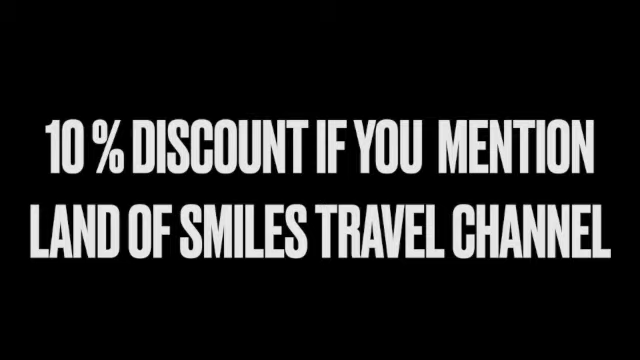 10 % DISCOUNT IF YOU MENTION
LAND OF SMILES TRAVEL CHANNEL